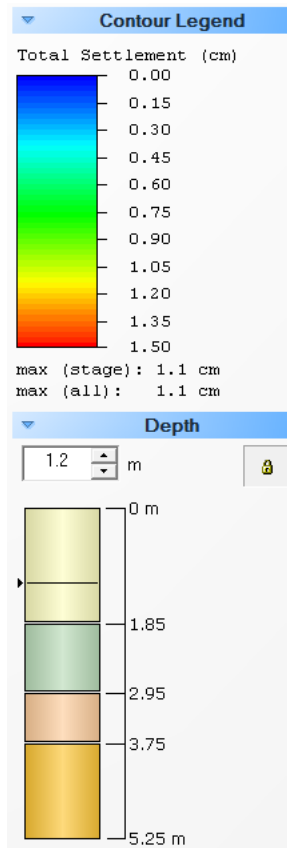 Contour Legend
Total Settlement (cm)
0.00
0.15
0.30
0.45
0.60
0.75
0.90
1.05
1.20
1.35
1.50
max (stage): 1.1 cm
max (all): 1.1 cm
Depth
1.2 m
0 m
1.85
2.95
3.75
5.25 m